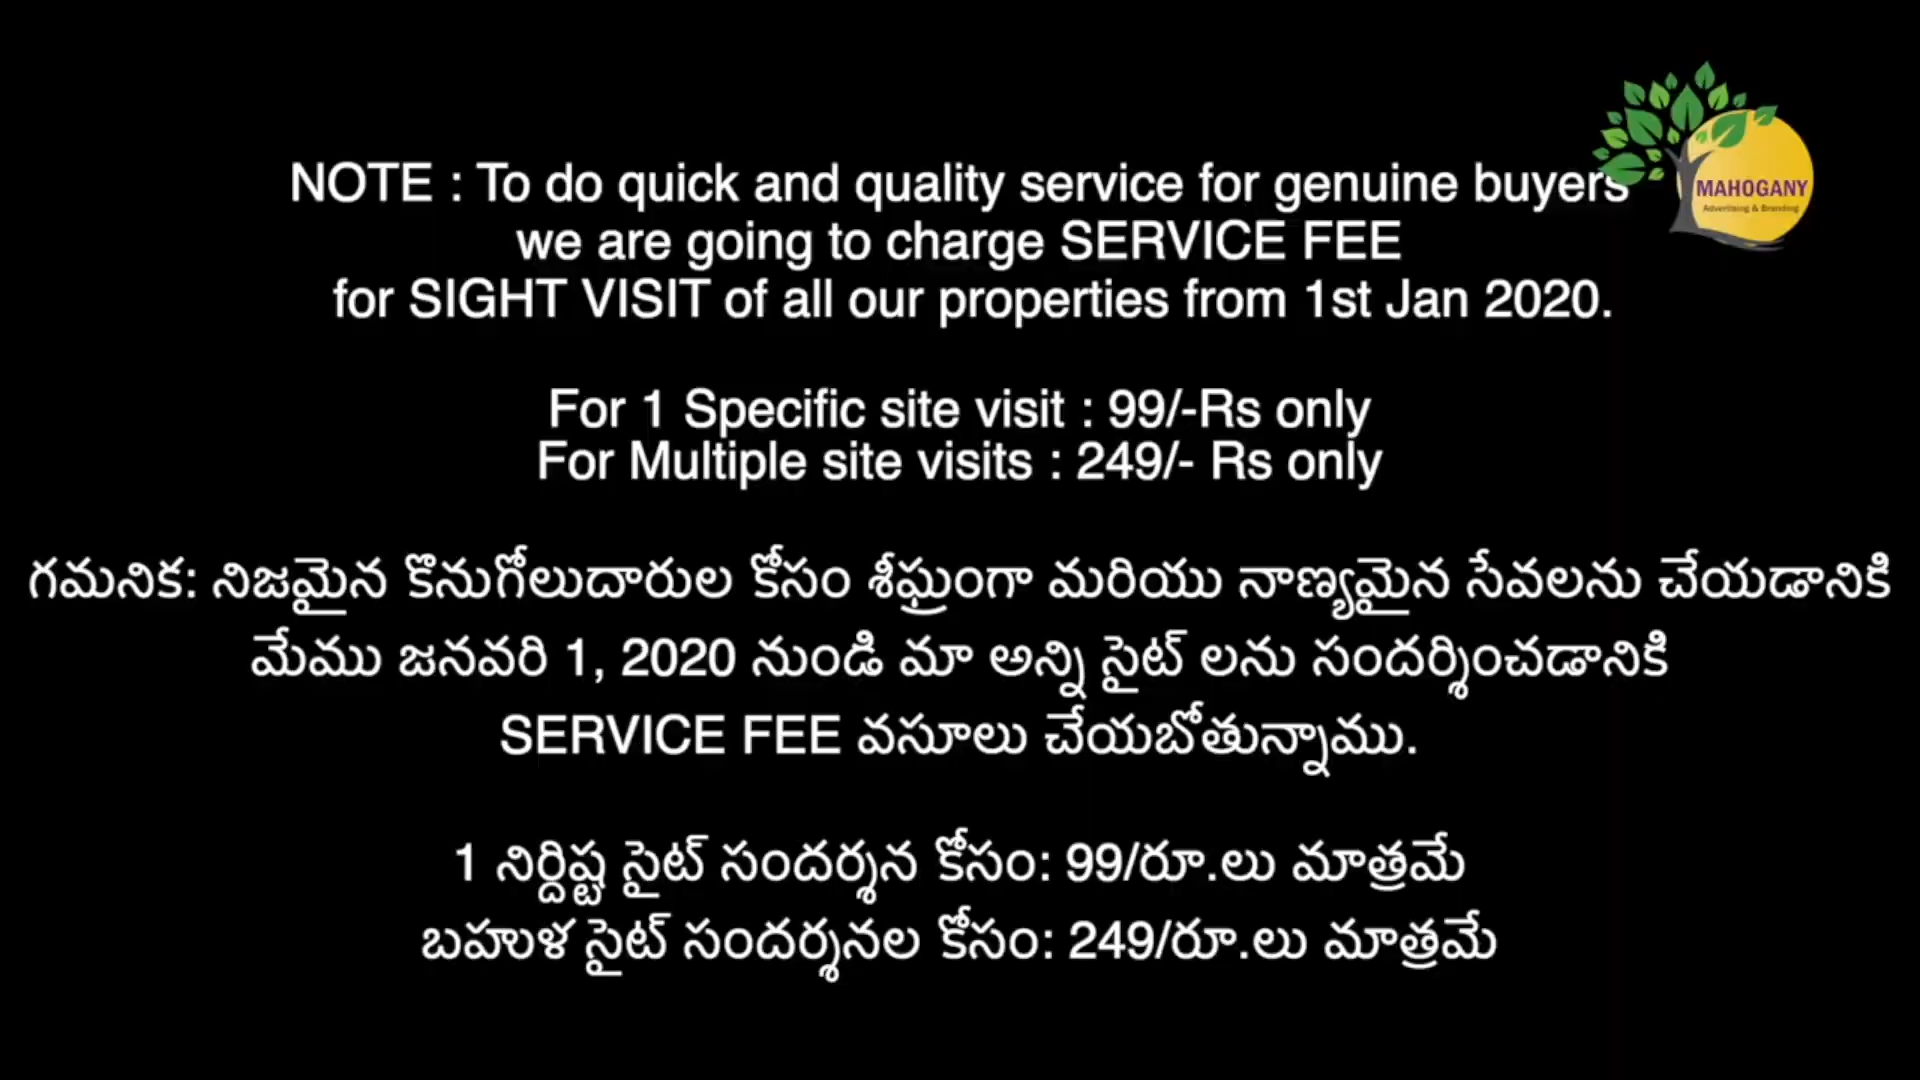 NOTE : To do quick and quality service for genuine buyers
we are going to charge SERVICE FEE
for SIGHT VISIT of all our properties from 1st Jan 2020.
MAHOGANY
Advertising & Branding
For 1 Specific site visit : 99/-Rs only
For Multiple site visits : 249/- Rs only
గమనిక: నిజమైన కొనుగోలుదారుల కోసం శీఘ్రంగా మరియు నాణ్యమైన సేవలను చేయడానికి
మేము జనవరి 1, 2020 నుండి మా అన్ని సైట్ లను సందర్శించడానికి
SERVICE FEE వసూలు చేయబోతున్నాము.
1 నిర్దిష్ట సైట్ సందర్శన కోసం: 99/రూ.లు మాత్రమే
బహుళ సైట్ సందర్శనల కోసం: 249/రూ.లు మాత్రమే